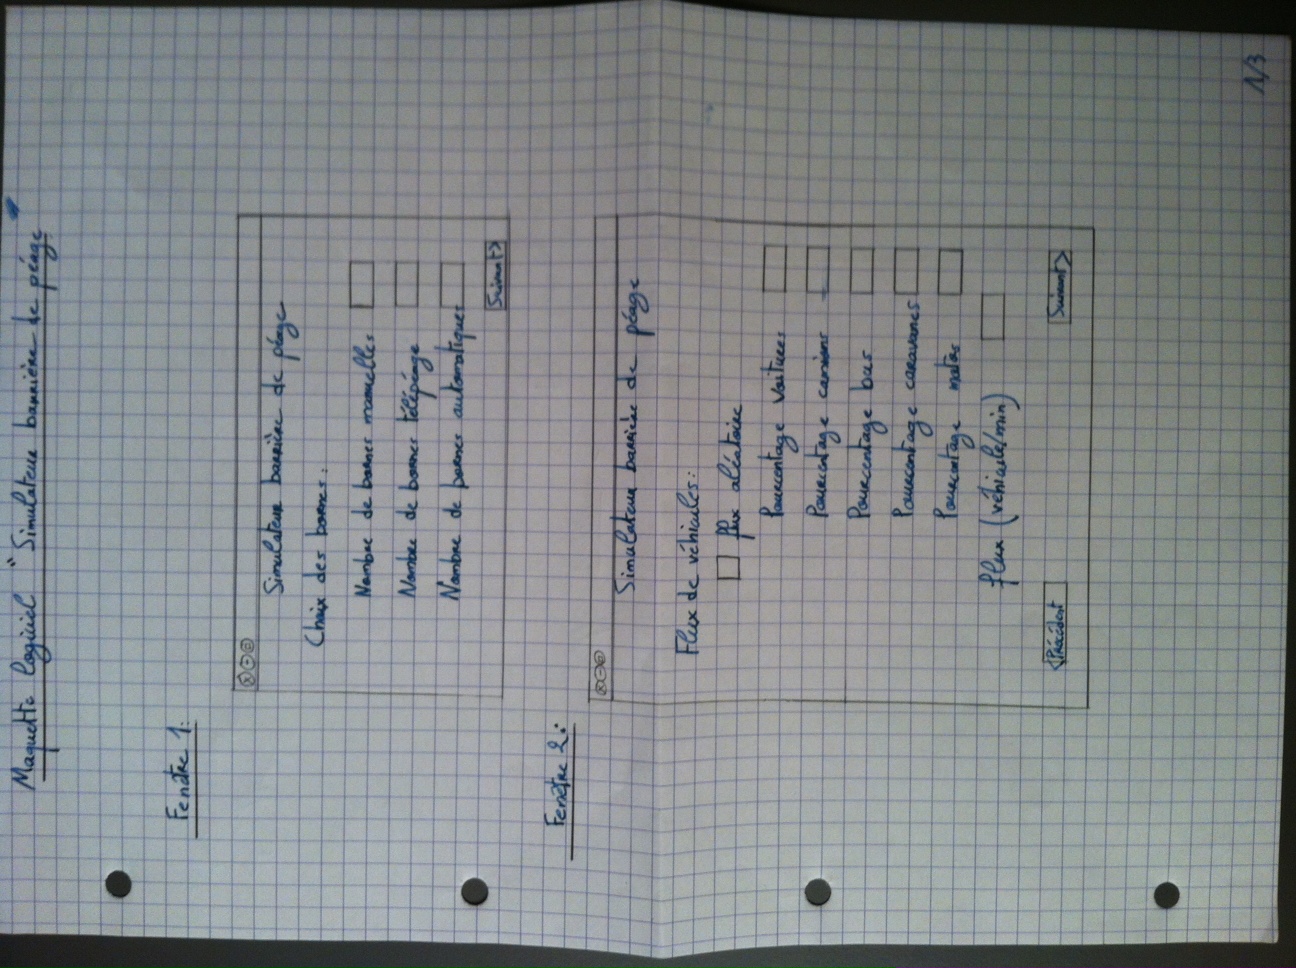 Maquette logiciel "Simulateur barrière de péage"
Fenêtre 1:
Simulateur barrière de péage
Choix des bornes:
Nombre de bornes manuelles
Nombre de bornes télépéage
Nombre de bornes automatiques
Suivant>
Fenêtre 2:
Simulateur barrière de péage
Flux de véhicules:
flux aléatoire
Pourcentage voitures
Pourcentage camions
Pourcentage bus
Pourcentage caravanes
Pourcentage motos
flux (véhicule/min)
<Précédent
Suivant>
1/3